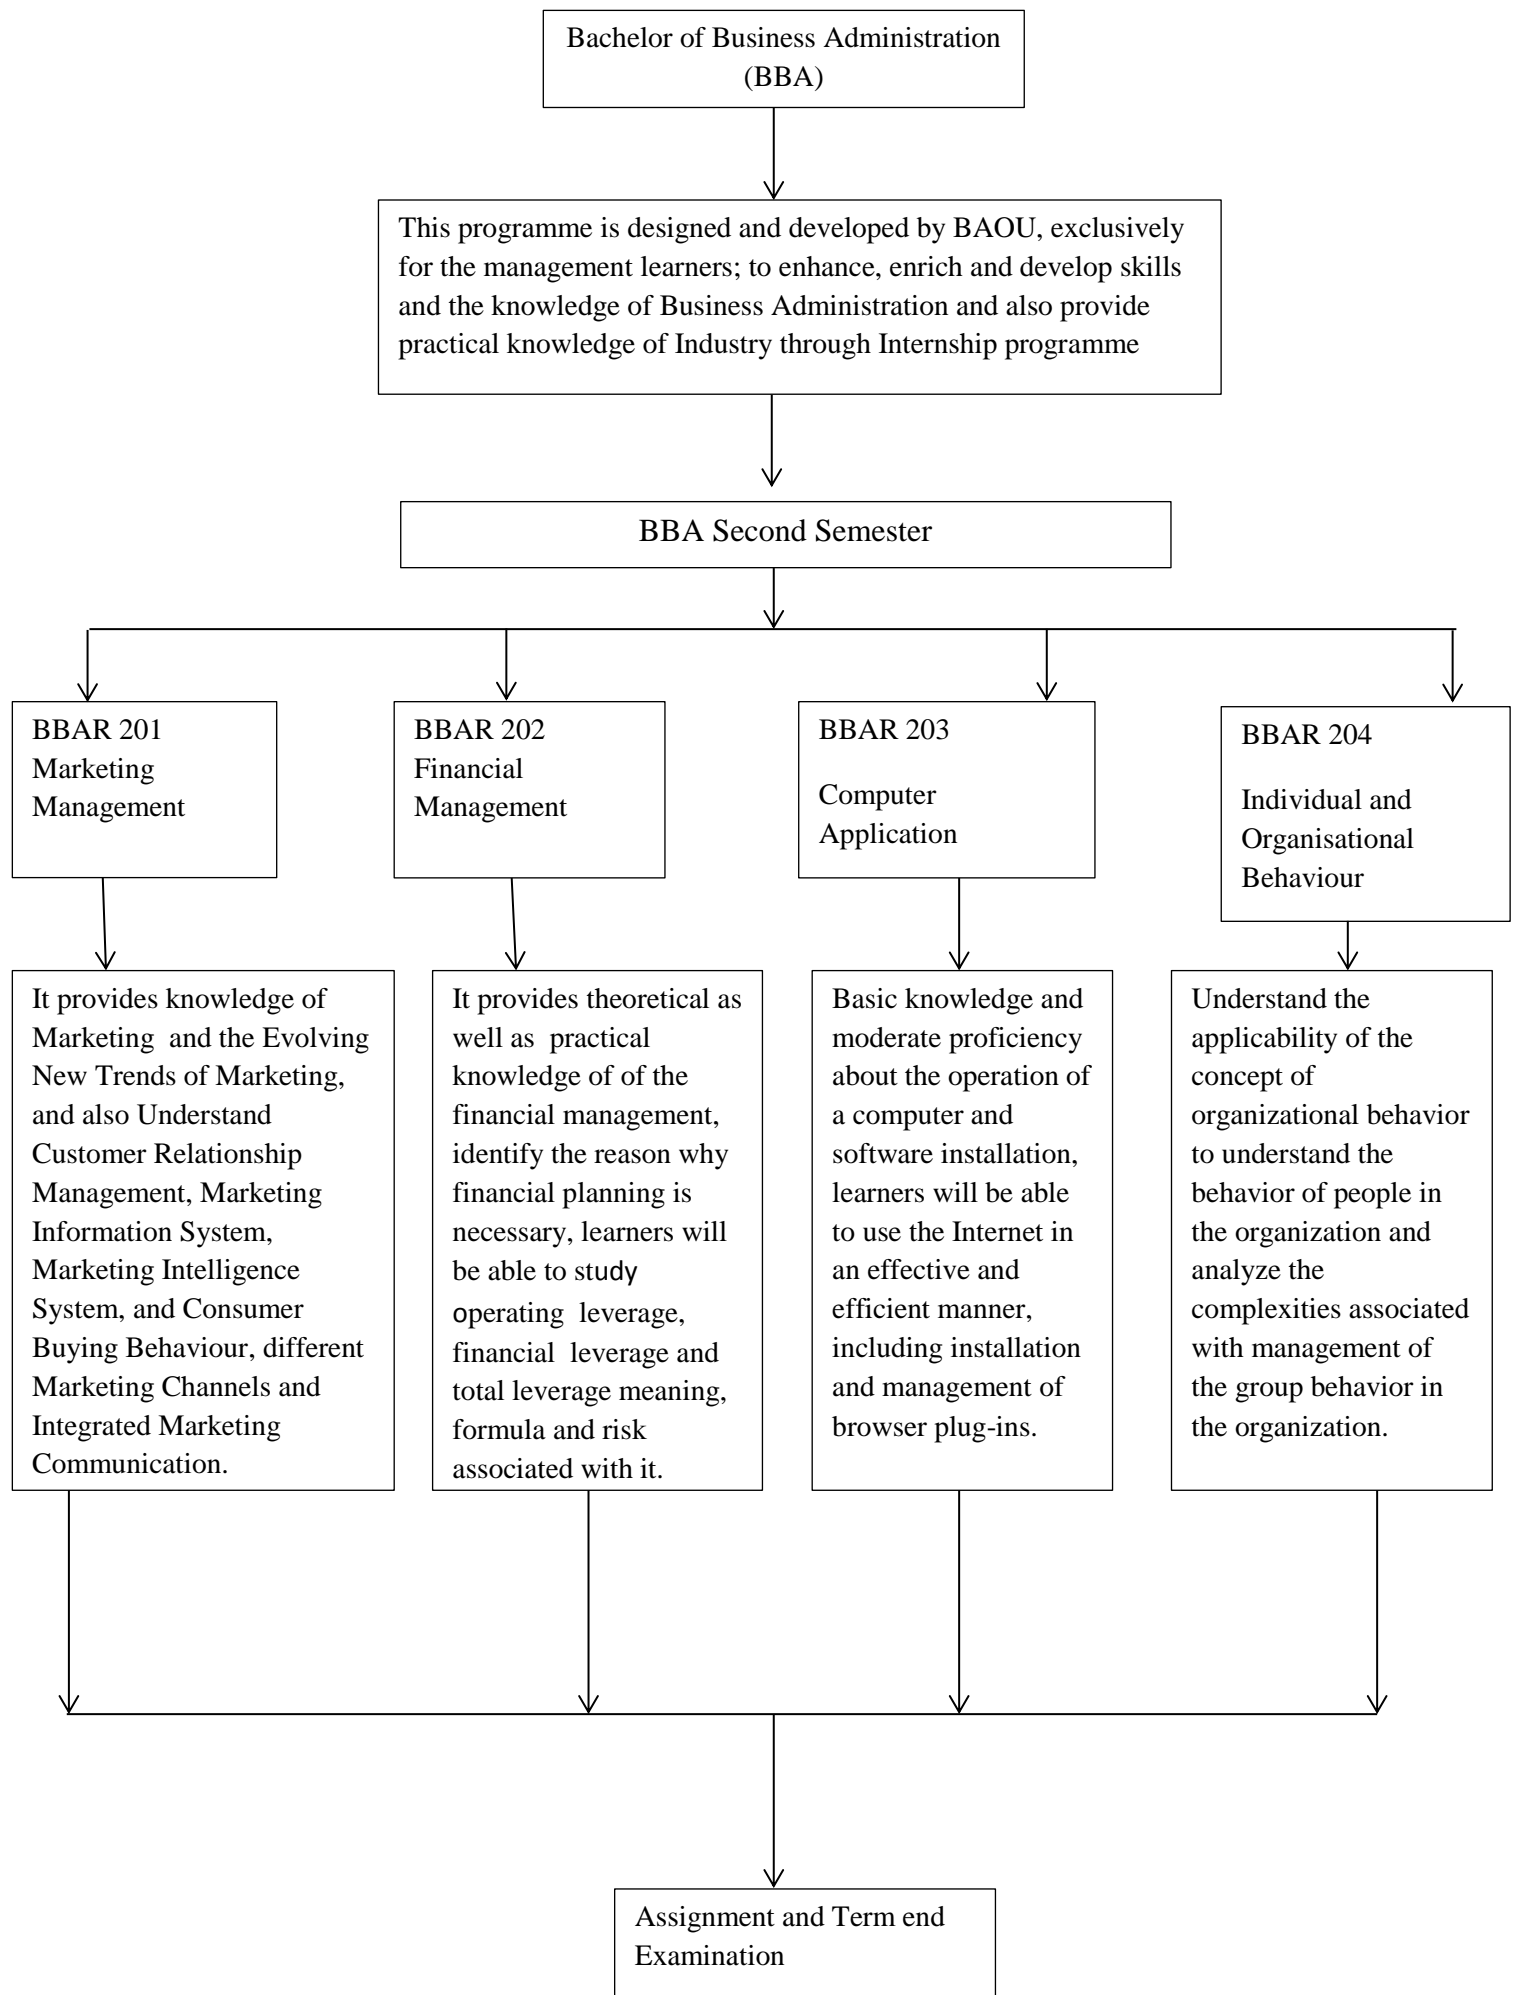 Bachelor of Business Administration
(BBA)
This programme is designed and developed by BAOU, exclusively
for the management learners; to enhance, enrich and develop skills
and the knowledge of Business Administration and also provide
practical knowledge of Industry through Internship programme
BBA Second Semester
BBAR 201
Marketing
Management
BBAR 202
Financial
Management
BBAR 203
Computer
Application
BBAR 204
Individual and
Organisational
Behaviour
It provides knowledge of
Marketing  and the Evolving
New Trends of Marketing,
and also Understand
Customer Relationship
Management, Marketing
Information System,
Marketing Intelligence
System, and Consumer
Buying Behaviour, different
Marketing Channels and
Integrated Marketing
Communication.
It provides theoretical as
well as  practical
knowledge of of the
financial management,
identify the reason why
financial planning is
necessary, learners will
be able to study
operating  leverage,
financial  leverage and
total leverage meaning,
formula and risk
associated with it.
Basic knowledge and
moderate proficiency
about the operation of
a computer and
software installation,
learners will be able
to use the Internet in
an effective and
efficient manner,
including installation
and management of
browser plug-ins.
Understand the
applicability of the
concept of
organizational behavior
to understand the
behavior of people in
the organization and
analyze the
complexities associated
with management of
the group behavior in
the organization.
Assignment and Term end
Examination